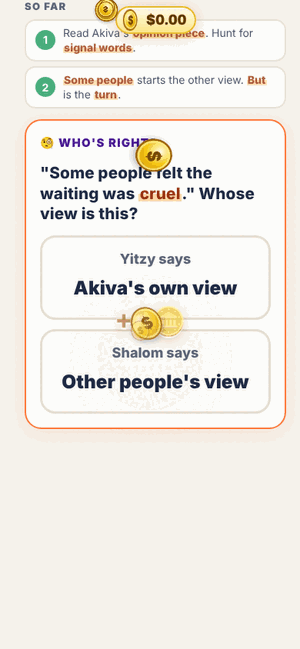 SO FAR
$0.00
1 Read Akiva's opinion piece. Hunt for
signal words.
2 Some people starts the other view. But
is the turn.
WHO'S RIGHT
"Some people felt the
waiting was cruel." Whose
view is this?
Yitzy says
Akiva's own view
+
Shalom says
Other people's view